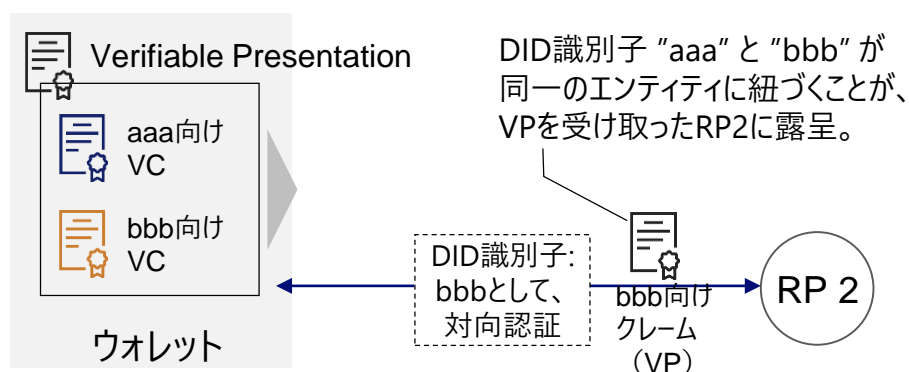 Verifiable Presentation
aaa向け
VC
bbb向け
VC
ウォレット
DID識別子 ”aaa” と ”bbb” が
同一のエンティティに紐づくことが、
VPを受け取ったRP2に露呈。
DID識別子:
bbbとして、
対向認証
bbb向け
クレーム
（VP）
RP 2